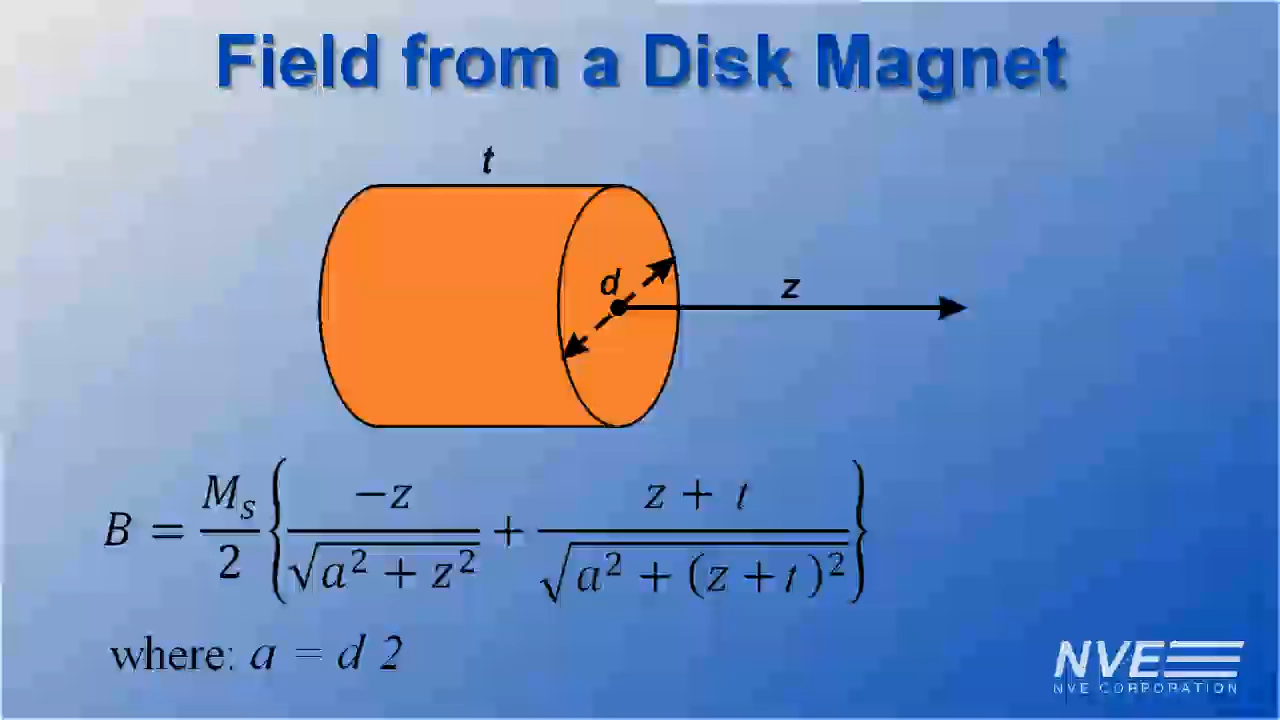 Field from a Disk Magnet
t
d
z
B = M_s/2 { -z/√(a² + z²) + (z + t)/√(a² + (z + t)²) }
where: a = d 2
NVE
NVE CORPORATION